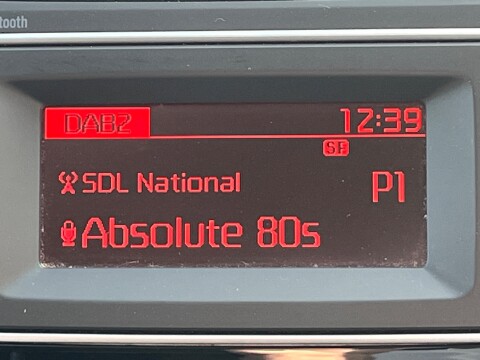 tooth
DAB2 12:39
SF
SDL National P1
Absolute 80s